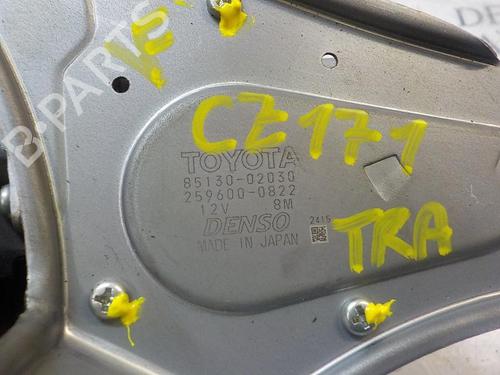 B-PARTS
CZ171
TOYOTA
85130-02030
259600-0822
12V 8M
DENSO 2415
MADE IN JAPAN
TRA